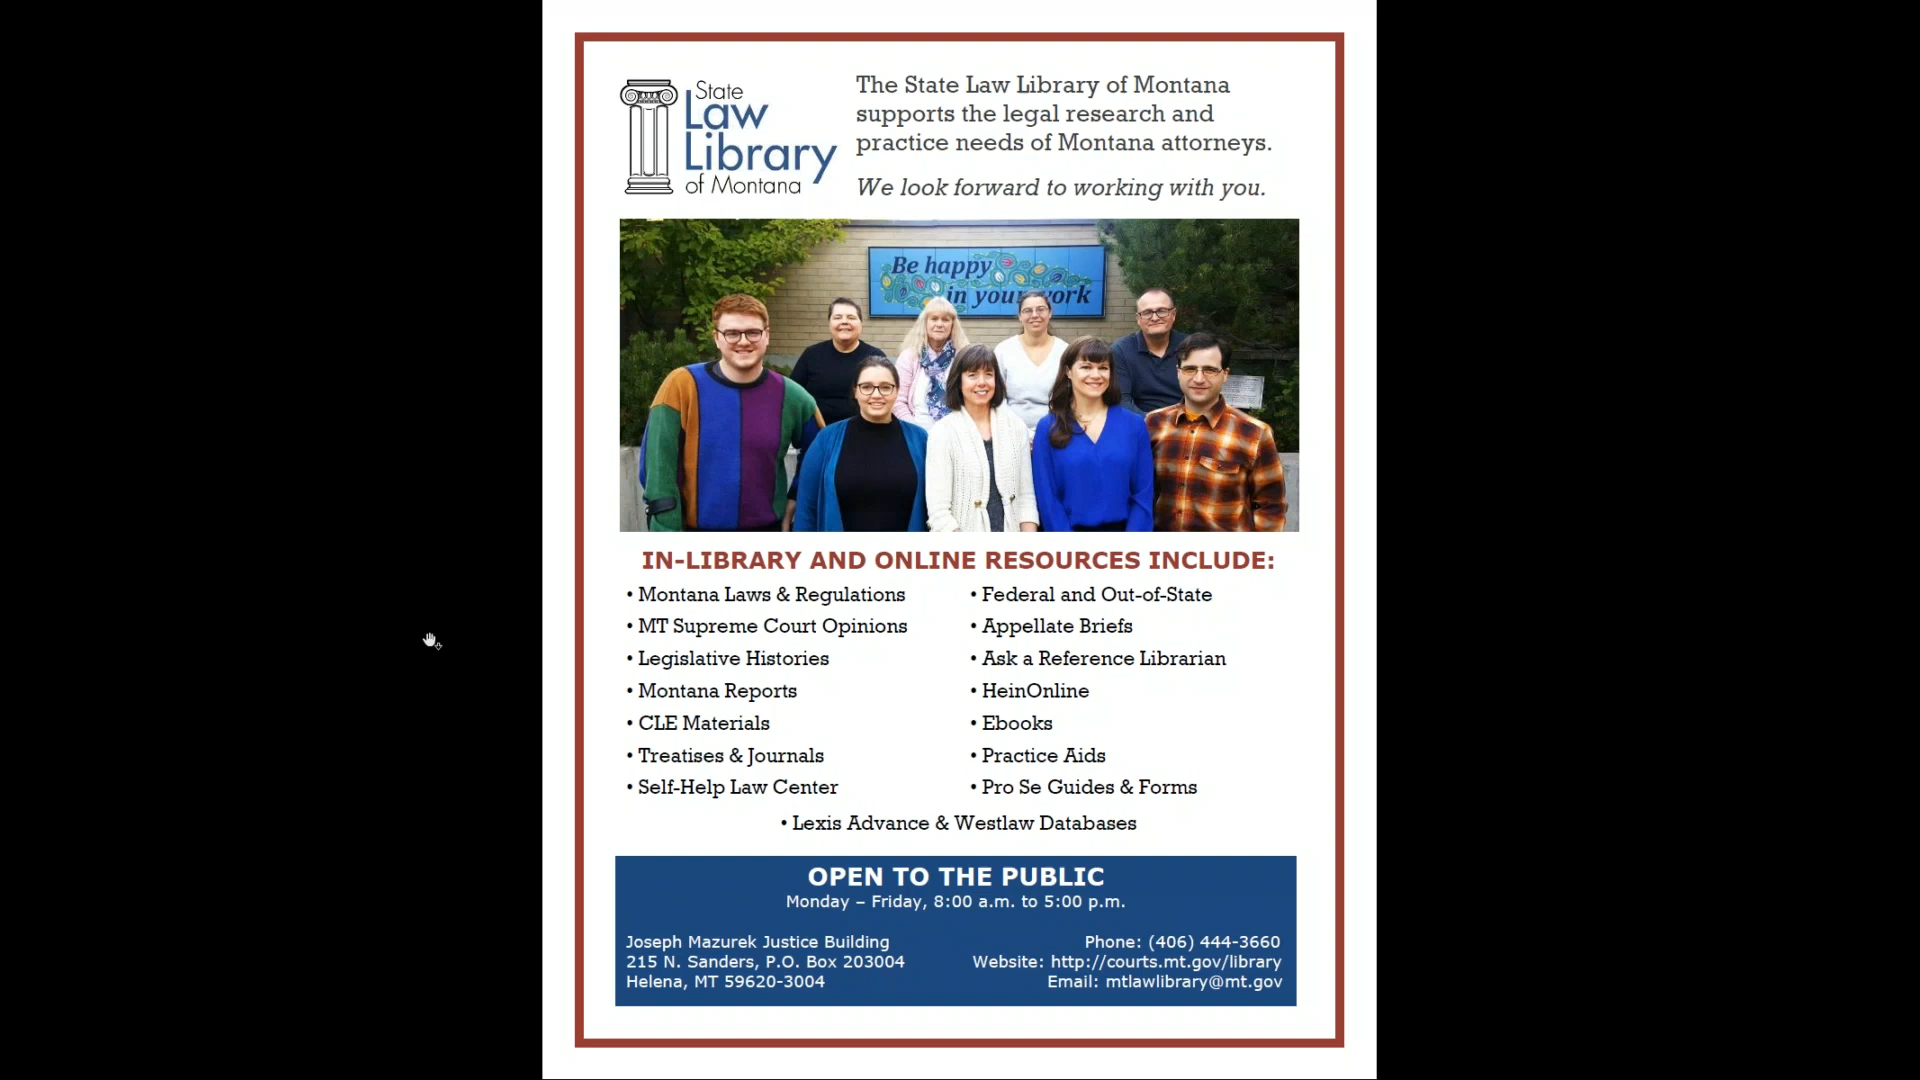 State
Law
Library
of Montana
The State Law Library of Montana
supports the legal research and
practice needs of Montana attorneys.
We look forward to working with you.
Be happy
in your work
IN-LIBRARY AND ONLINE RESOURCES INCLUDE:
• Montana Laws & Regulations
• MT Supreme Court Opinions
• Legislative Histories
• Montana Reports
• CLE Materials
• Treatises & Journals
• Self-Help Law Center
• Federal and Out-of-State
• Appellate Briefs
• Ask a Reference Librarian
• HeinOnline
• Ebooks
• Practice Aids
• Pro Se Guides & Forms
• Lexis Advance & Westlaw Databases
OPEN TO THE PUBLIC
Monday – Friday, 8:00 a.m. to 5:00 p.m.
Joseph Mazurek Justice Building
215 N. Sanders, P.O. Box 203004
Helena, MT 59620-3004
Phone: (406) 444-3660
Website: http://courts.mt.gov/library
Email: mtlawlibrary@mt.gov